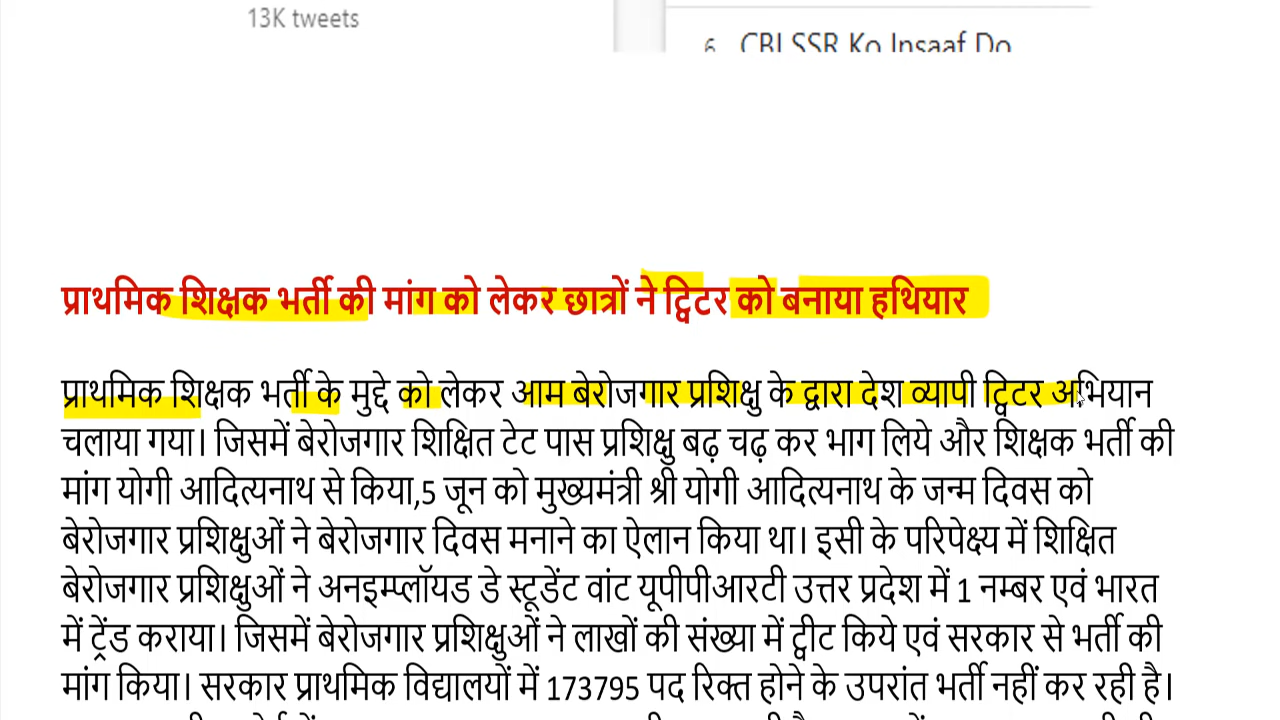 13K tweets
6 CBI SSR Ko Insaaf Do
प्राथमिक शिक्षक भर्ती की मांग को लेकर छात्रों ने ट्विटर को बनाया हथियार
प्राथमिक शिक्षक भर्ती के मुद्दे को लेकर आम बेरोजगार प्रशिक्षु के द्वारा देश व्यापी ट्विटर अभियान
चलाया गया। जिसमें बेरोजगार शिक्षित टेट पास प्रशिक्षु बढ़ चढ़ कर भाग लिये और शिक्षक भर्ती की
मांग योगी आदित्यनाथ से किया,5 जून को मुख्यमंत्री श्री योगी आदित्यनाथ के जन्म दिवस को
बेरोजगार प्रशिक्षुओं ने बेरोजगार दिवस मनाने का ऐलान किया था। इसी के परिपेक्ष्य में शिक्षित
बेरोजगार प्रशिक्षुओं ने अनइम्प्लॉयड डे स्टूडेंट वांट यूपीपीआरटी उत्तर प्रदेश में 1 नम्बर एवं भारत
में ट्रेंड कराया। जिसमें बेरोजगार प्रशिक्षुओं ने लाखों की संख्या में ट्वीट किये एवं सरकार से भर्ती की
मांग किया। सरकार प्राथमिक विद्यालयों में 173795 पद रिक्त होने के उपरांत भर्ती नहीं कर रही है।